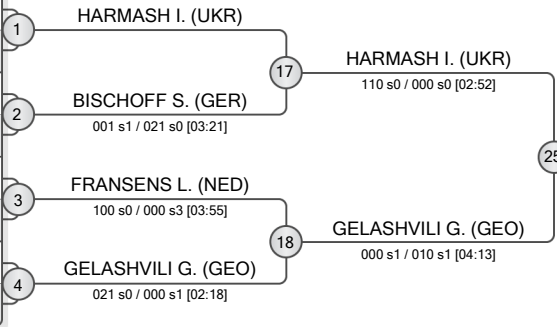 HARMASH I. (UKR)
1
17
HARMASH I. (UKR)
110 s0 / 000 s0 [02:52]
BISCHOFF S. (GER)
2
001 s1 / 021 s0 [03:21]
25
FRANSENS L. (NED)
3
100 s0 / 000 s3 [03:55]
18
GELASHVILI G. (GEO)
000 s1 / 010 s1 [04:13]
GELASHVILI G. (GEO)
4
021 s0 / 000 s1 [02:18]